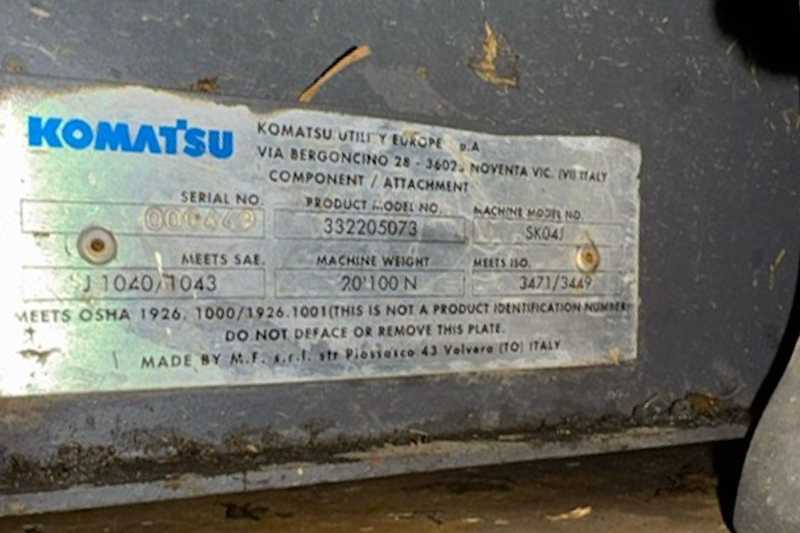 KOMATSU
KOMATSU UTILITY EUROPE p.A
VIA BERGONCINO 28 - NOVENTA VIC. (VI) ITALY
COMPONENT / ATTACHMENT
SERIAL NO. PRODUCT MODEL NO. MACHINE MODEL NO.
332205073 SK04J
MEETS SAE. MACHINE WEIGHT MEETS ISO.
J 1040/1043 20'100 N 3471/3449
MEETS OSHA 1926. 1000/1926.1001(THIS IS NOT A PRODUCT IDENTIFICATION NUMBER)
DO NOT DEFACE OR REMOVE THIS PLATE.
MADE BY M.F. s.r.l. str Piossasco 43 Volvera (TO) ITALY